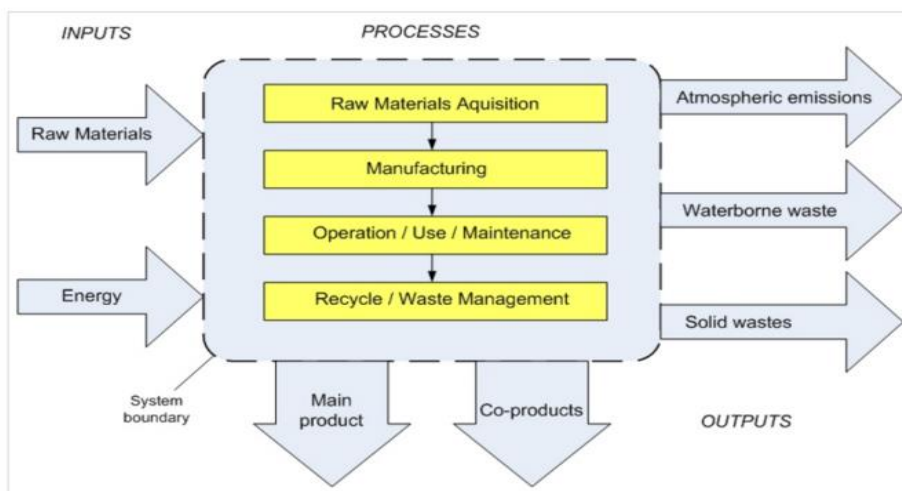 INPUTS
PROCESSES
Raw Materials Aquisition
Atmospheric emissions
Raw Materials
Manufacturing
Waterborne waste
Operation / Use / Maintenance
Energy
Recycle / Waste Management
Solid wastes
System
boundary
Main
product
Co-products
OUTPUTS